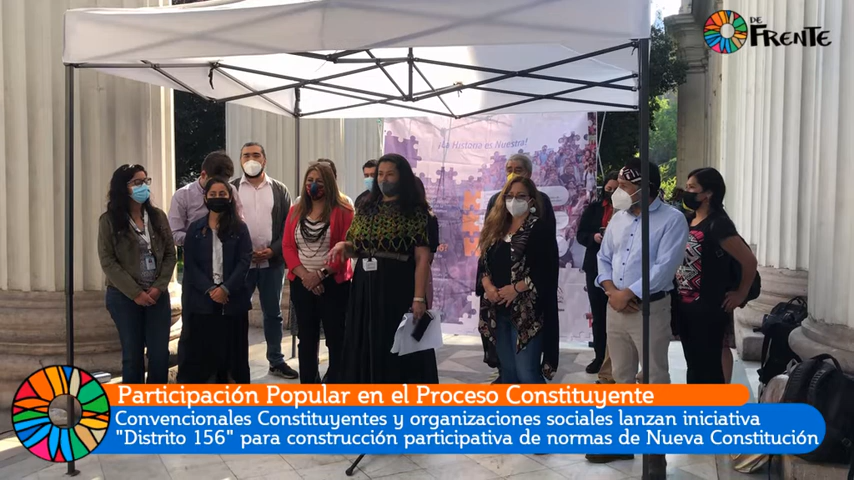 DE
FRENTE
¡La Historia es Nuestra!
Participación Popular en el Proceso Constituyente
Convencionales Constituyentes y organizaciones sociales lanzan iniciativa
"Distrito 156" para construcción participativa de normas de Nueva Constitución